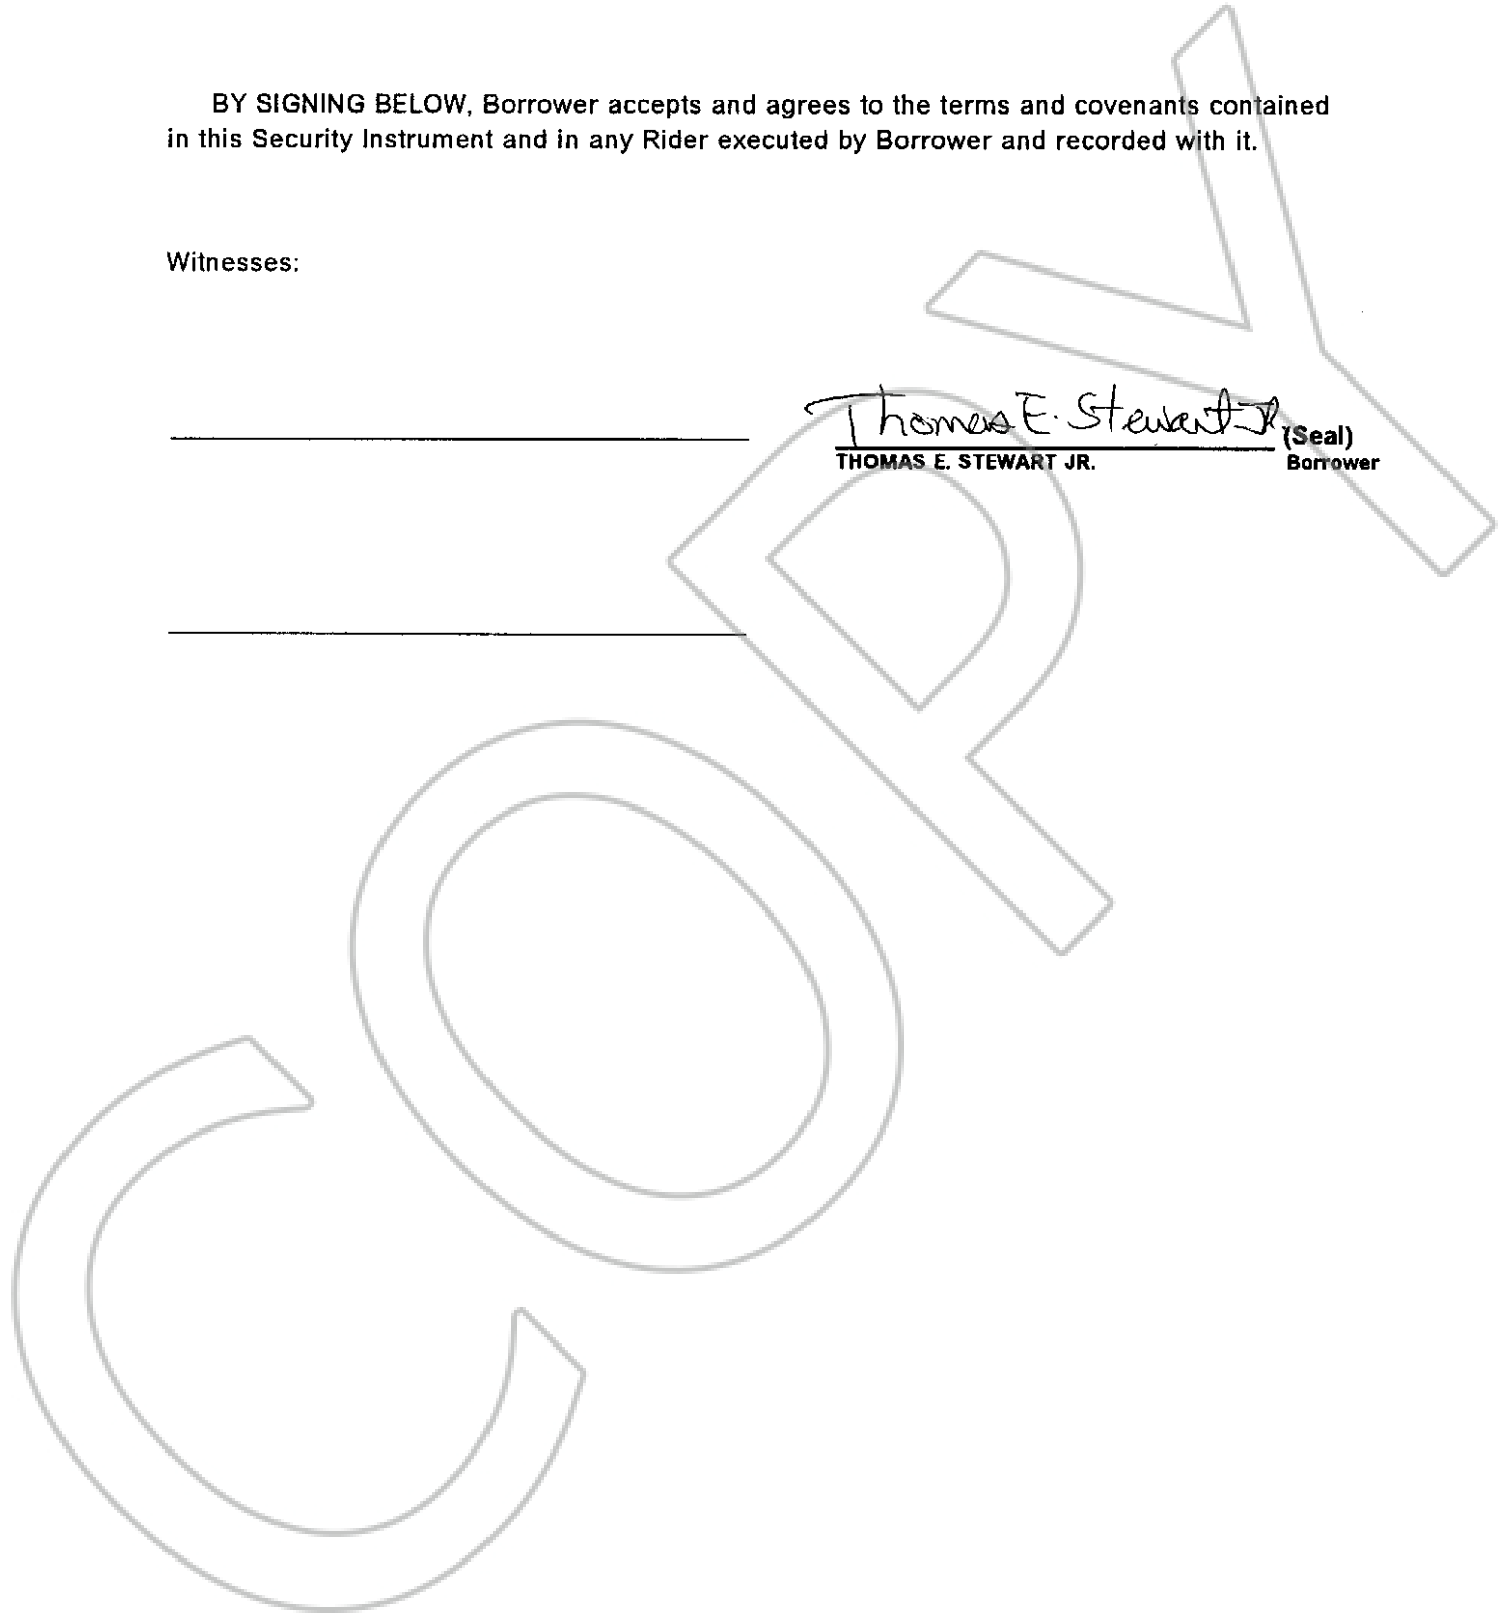 BY SIGNING BELOW, Borrower accepts and agrees to the terms and covenants contained
in this Security Instrument and in any Rider executed by Borrower and recorded with it.
Witnesses:
Thomas E. Stewart Jr (Seal)
THOMAS E. STEWART JR. Borrower
COPY